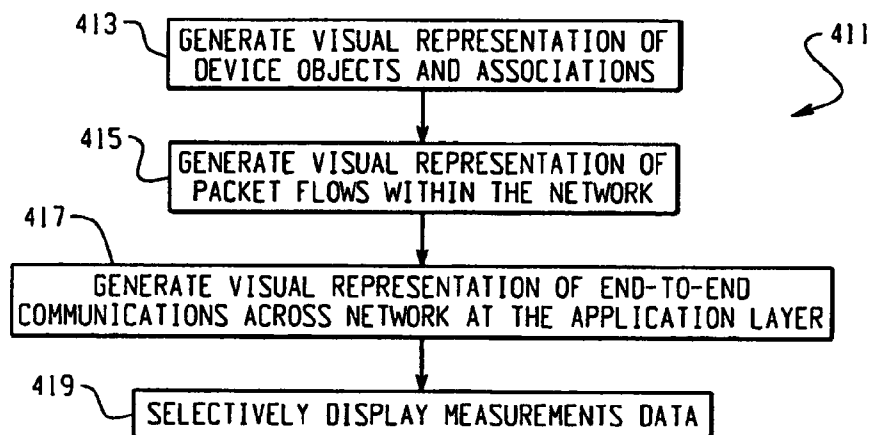 413
GENERATE VISUAL REPRESENTATION OF
DEVICE OBJECTS AND ASSOCIATIONS
411
415
GENERATE VISUAL REPRESENTATION OF
PACKET FLOWS WITHIN THE NETWORK
417
GENERATE VISUAL REPRESENTATION OF END-TO-END
COMMUNICATIONS ACROSS NETWORK AT THE APPLICATION LAYER
419
SELECTIVELY DISPLAY MEASUREMENTS DATA